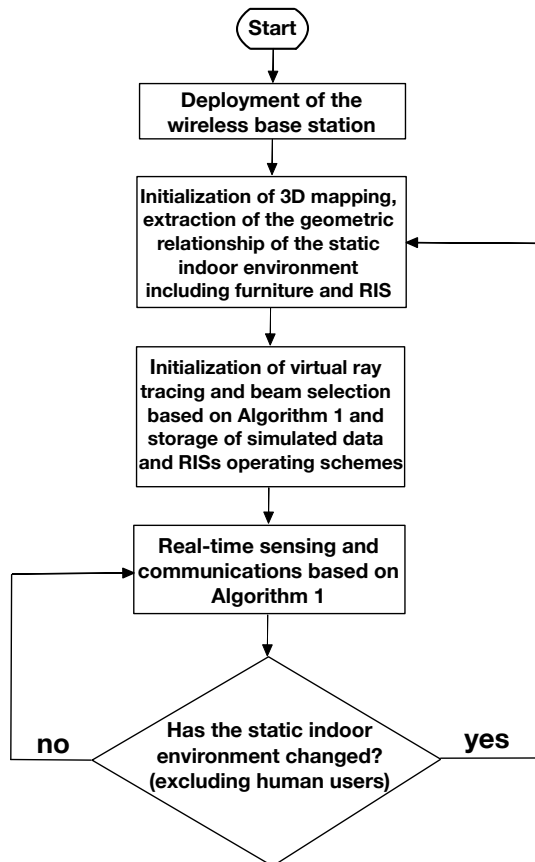 Start
Deployment of the
wireless base station
Initialization of 3D mapping,
extraction of the geometric
relationship of the static
indoor environment
including furniture and RIS
Initialization of virtual ray
tracing and beam selection
based on Algorithm 1 and
storage of simulated data
and RISs operating schemes
Real-time sensing and
communications based on
Algorithm 1
Has the static indoor
environment changed?
(excluding human users)
no
yes